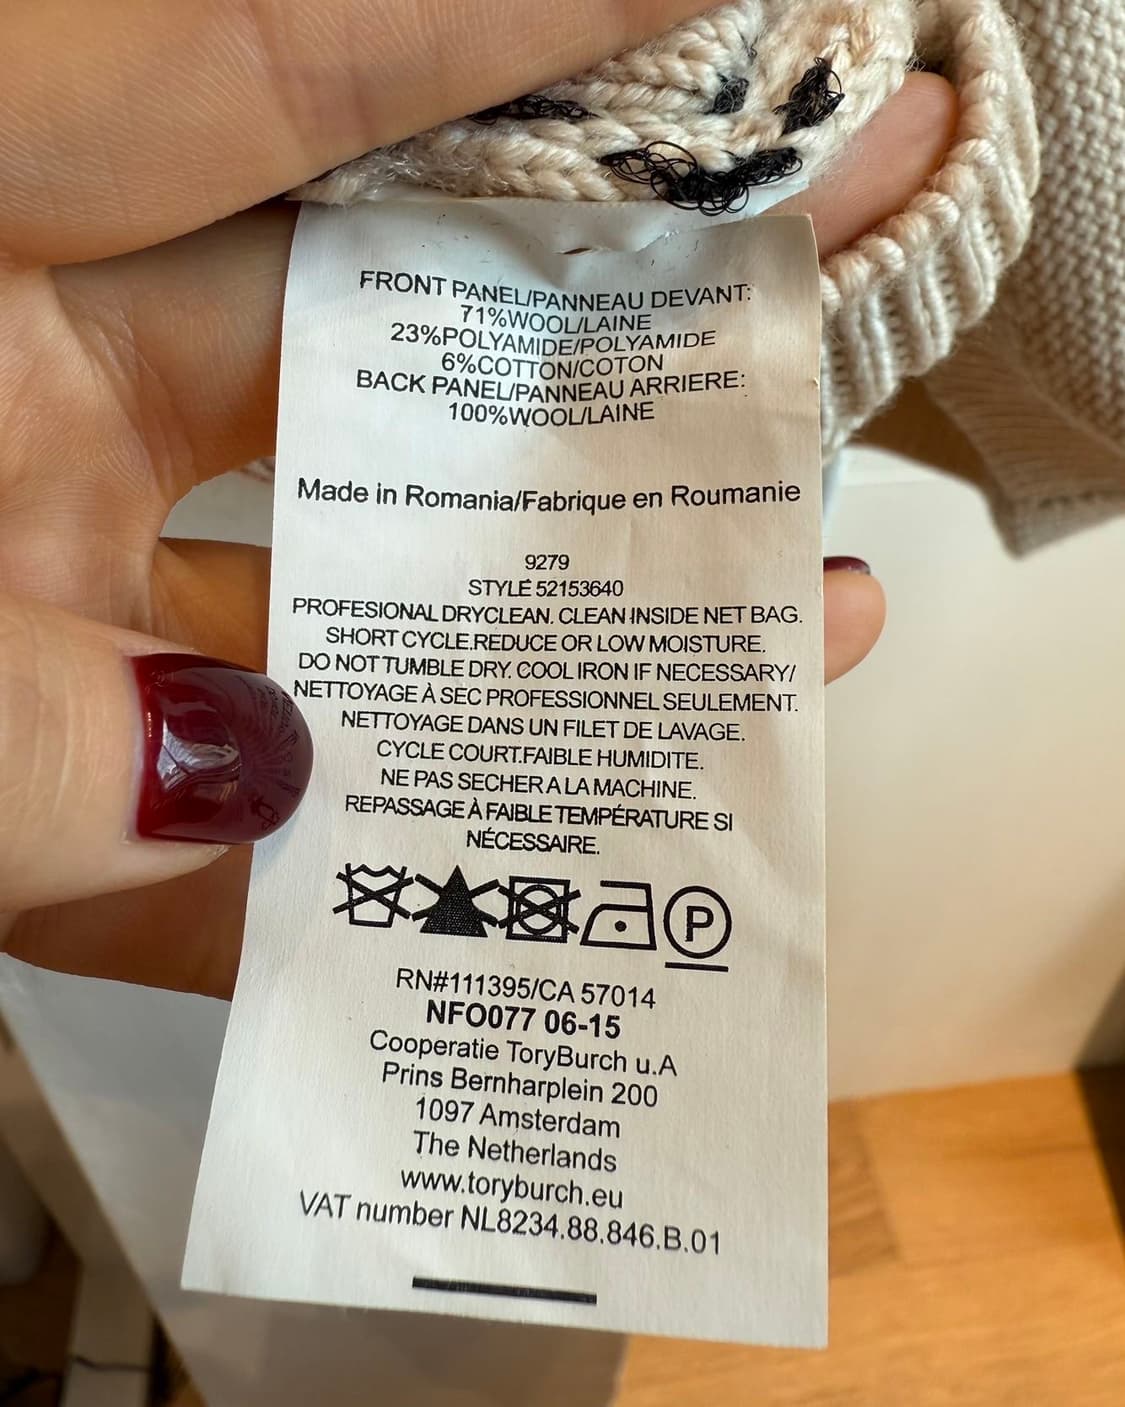 FRONT PANEL/PANNEAU DEVANT:
71%WOOL/LAINE
23%POLYAMIDE/POLYAMIDE
6%COTTON/COTON
BACK PANEL/PANNEAU ARRIERE:
100%WOOL/LAINE
Made in Romania/Fabrique en Roumanie
9279
STYLE 52153640
PROFESIONAL DRYCLEAN. CLEAN INSIDE NET BAG.
SHORT CYCLE.REDUCE OR LOW MOISTURE.
DO NOT TUMBLE DRY. COOL IRON IF NECESSARY/
NETTOYAGE À SEC PROFESSIONNEL SEULEMENT.
NETTOYAGE DANS UN FILET DE LAVAGE.
CYCLE COURT.FAIBLE HUMIDITE.
NE PAS SECHER A LA MACHINE.
REPASSAGE À FAIBLE TEMPÉRATURE SI
NÉCESSAIRE.
P
RN#111395/CA 57014
NFO077 06-15
Cooperatie ToryBurch u.A
Prins Bernharplein 200
1097 Amsterdam
The Netherlands
www.toryburch.eu
VAT number NL8234.88.846.B.01